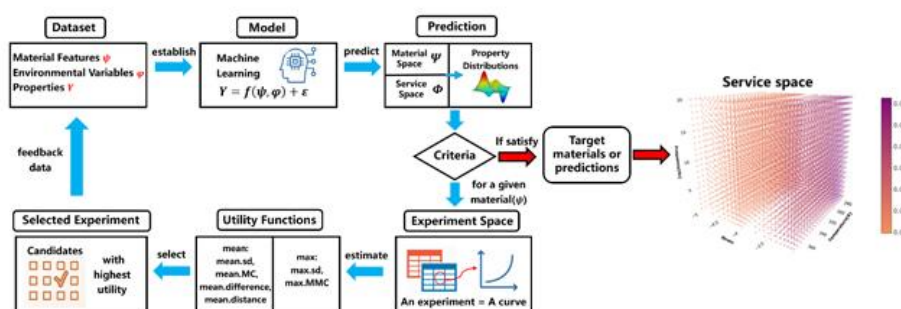 Dataset
Material Features ψ
Environmental Variables φ
Properties Y
establish
Model
Machine
Learning
Y = f(ψ, φ) + ε
predict
Prediction
Material
Space Ψ
Service
Space Φ
Property
Distributions
Criteria
If satisfy
Target
materials or
predictions
Service space
for a given
material(ψ)
feedback
data
Selected Experiment
Candidates
with
highest
utility
select
Utility Functions
mean:
mean.sd,
mean.MC,
mean.difference,
mean.distance
max:
max.sd,
max.MMC
estimate
Experiment Space
An experiment = A curve